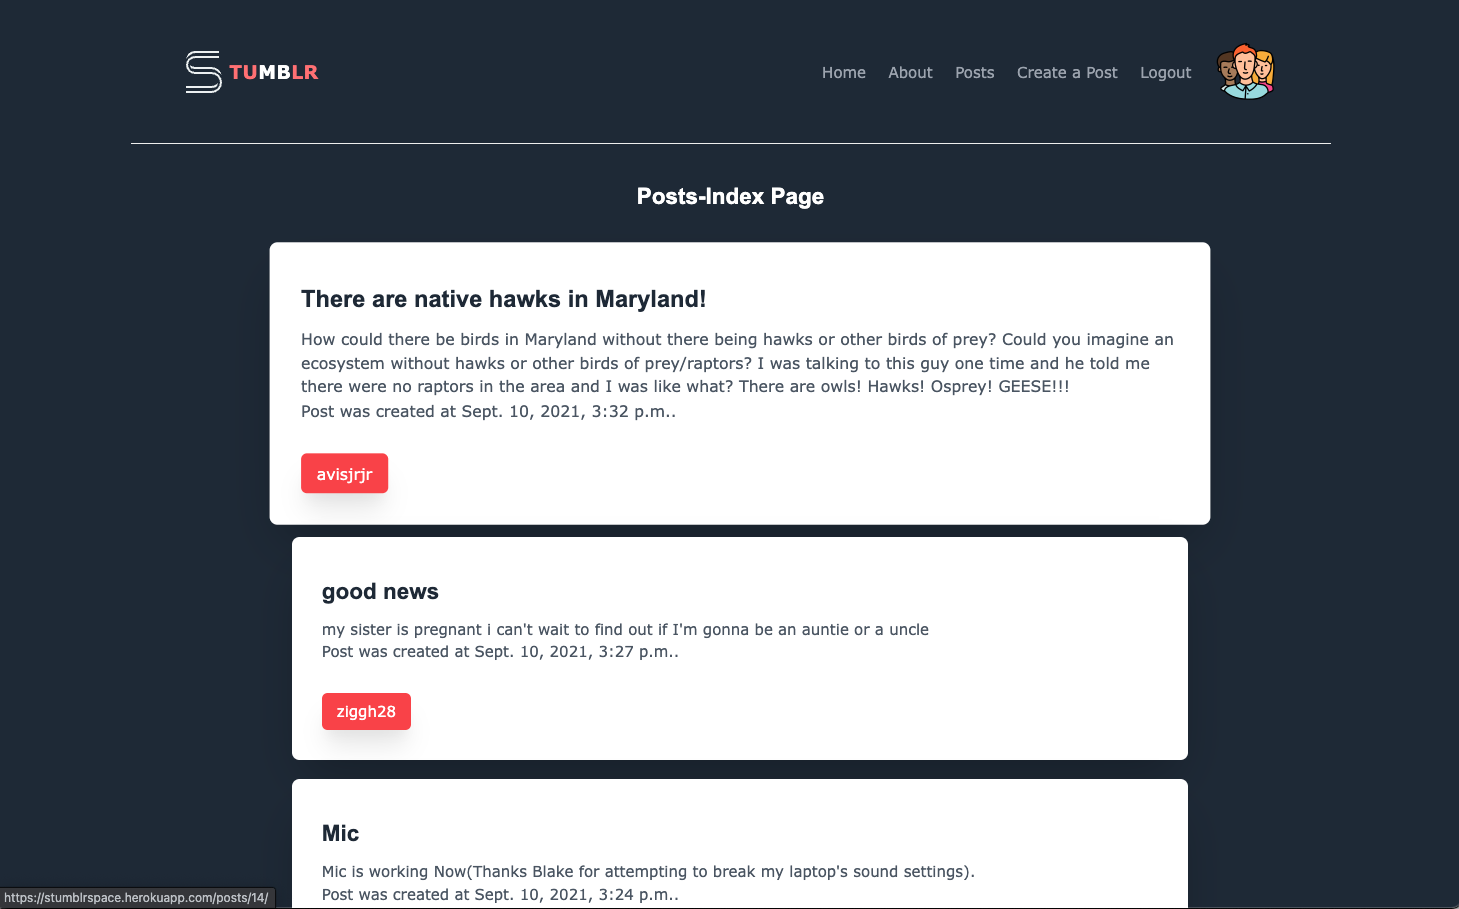 S TUMBLR
Home About Posts Create a Post Logout
Posts-Index Page
There are native hawks in Maryland!
How could there be birds in Maryland without there being hawks or other birds of prey? Could you imagine an
ecosystem without hawks or other birds of prey/raptors? I was talking to this guy one time and he told me
there were no raptors in the area and I was like what? There are owls! Hawks! Osprey! GEESE!!!
Post was created at Sept. 10, 2021, 3:32 p.m..
avisjrjr
good news
my sister is pregnant i can't wait to find out if I'm gonna be an auntie or a uncle
Post was created at Sept. 10, 2021, 3:27 p.m..
ziggh28
Mic
Mic is working Now(Thanks Blake for attempting to break my laptop's sound settings).
Post was created at Sept. 10, 2021, 3:24 p.m..
https://stumblrspace.herokuapp.com/posts/14/